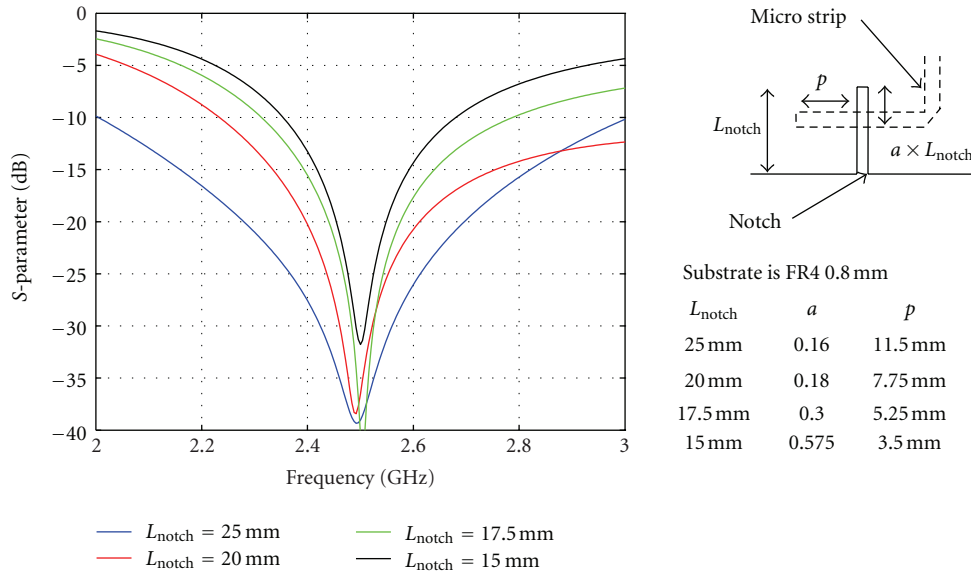 0
−5
−10
−15
−20
−25
−30
−35
−40
S-parameter (dB)
2
2.2
2.4
2.6
2.8
3
Frequency (GHz)
L_notch = 25 mm
L_notch = 20 mm
L_notch = 17.5 mm
L_notch = 15 mm
Micro strip
p
L_notch
a × L_notch
Notch
Substrate is FR4 0.8 mm
L_notch a p
25 mm 0.16 11.5 mm
20 mm 0.18 7.75 mm
17.5 mm 0.3 5.25 mm
15 mm 0.575 3.5 mm